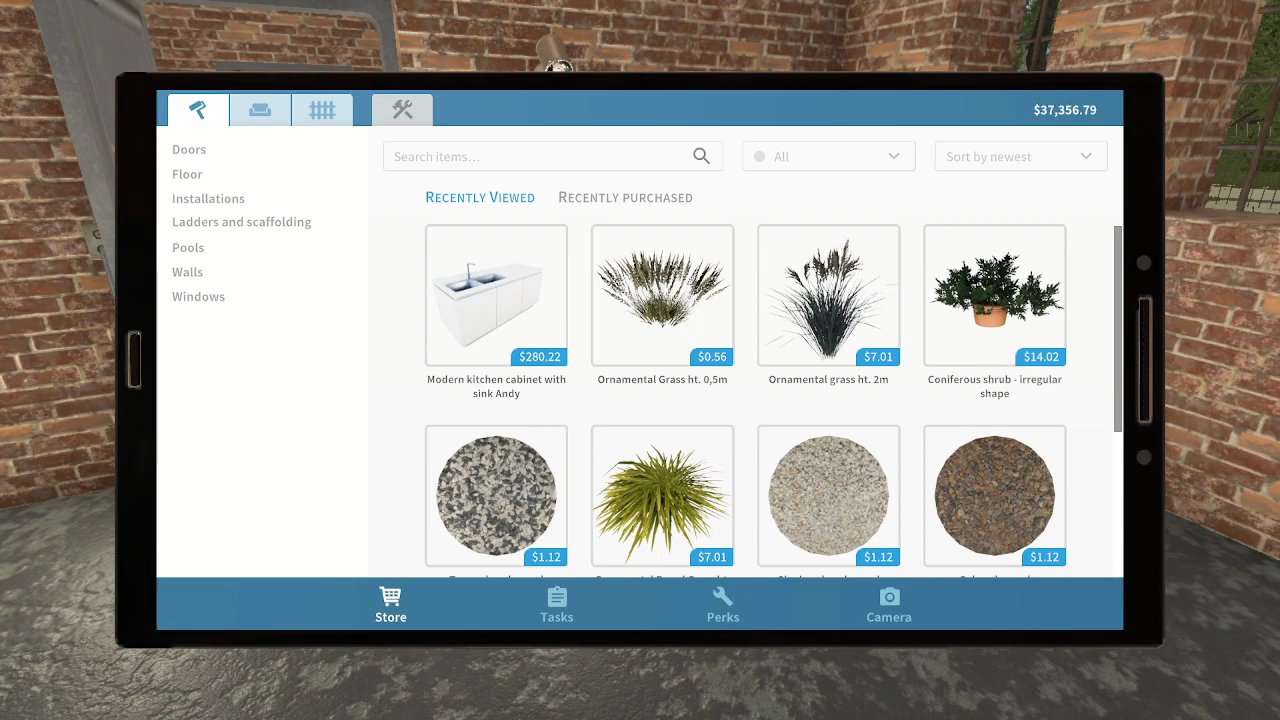 $37,356.79
Doors
Floor
Installations
Ladders and scaffolding
Pools
Walls
Windows
Search items...
All
Sort by newest
Recently Viewed
Recently purchased
$280.22
$0.56
$7.01
$14.02
Modern kitchen cabinet with
sink Andy
Ornamental Grass ht. 0,5m
Ornamental grass ht. 2m
Coniferous shrub - irregular
shape
$1.12
$7.01
$1.12
$1.12
Store
Tasks
Perks
Camera